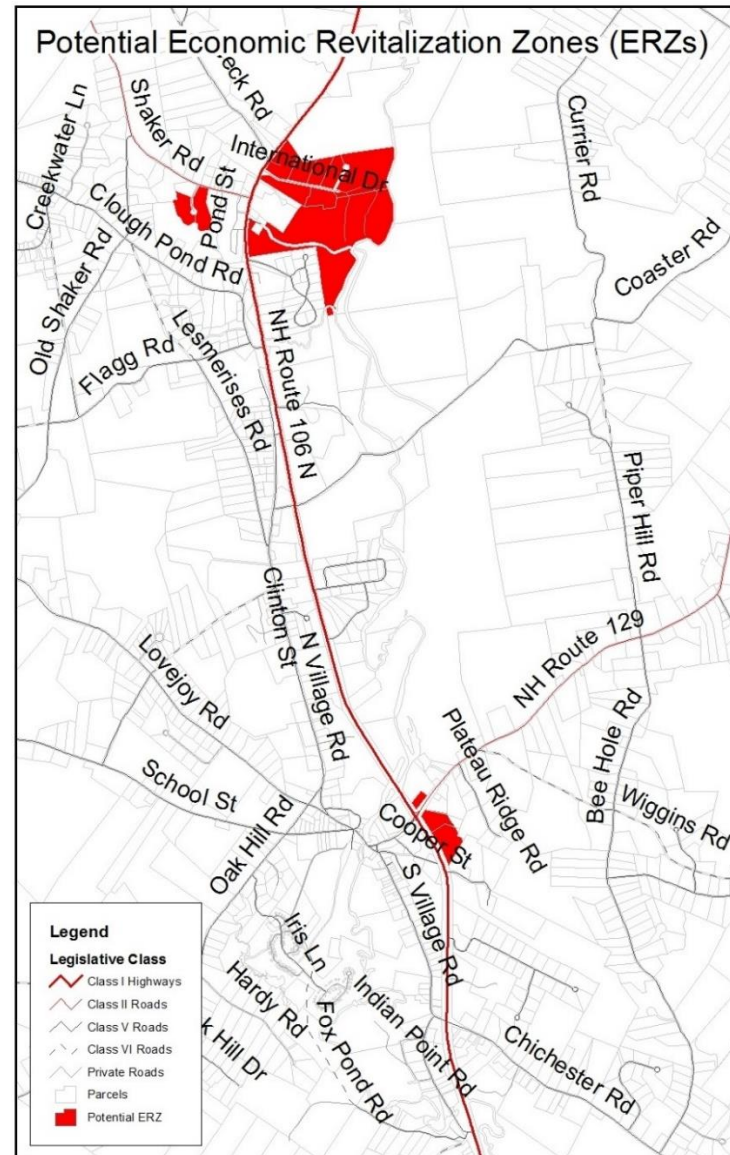 Potential Economic Revitalization Zones (ERZs)
eck Rd
Shaker Rd
Creekwater Ln
International Dr
Currier Rd
Pond St
Clough Pond Rd
Coaster Rd
Old Shaker Rd
Lesmerises Rd
Flagg Rd
NH Route 106 N
Piper Hill Rd
Clinton St
N Village Rd
Lovejoy Rd
NH Route 129
School St
Plateau Ridge Rd
Bee Hole Rd
Wiggins Rd
Oak Hill Rd
Cooper St
S Village Rd
Iris Ln
Hardy Rd
Fox Pond Rd
Indian Point Rd
Chichester Rd
k Hill Dr
Legend
Legislative Class
Class I Highways
Class II Roads
Class V Roads
Class VI Roads
Private Roads
Parcels
Potential ERZ